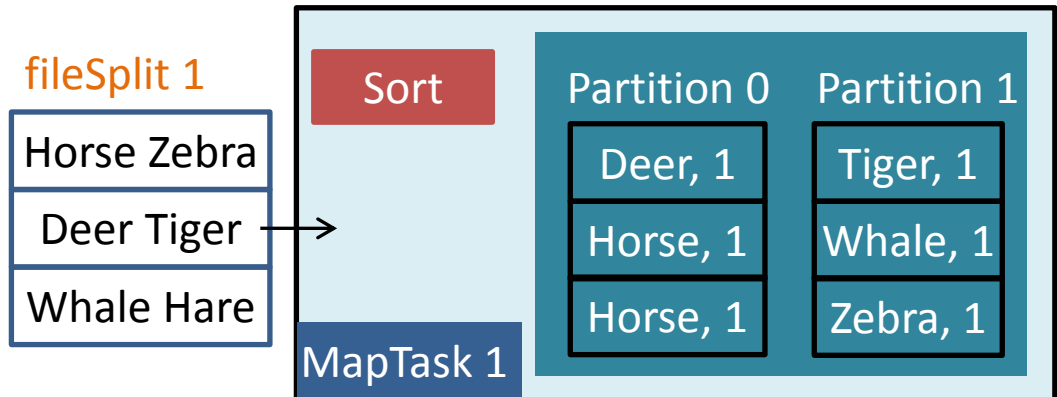 fileSplit 1
Horse Zebra
Deer Tiger
Whale Hare
Sort
MapTask 1
Partition 0
Deer, 1
Horse, 1
Horse, 1
Partition 1
Tiger, 1
Whale, 1
Zebra, 1